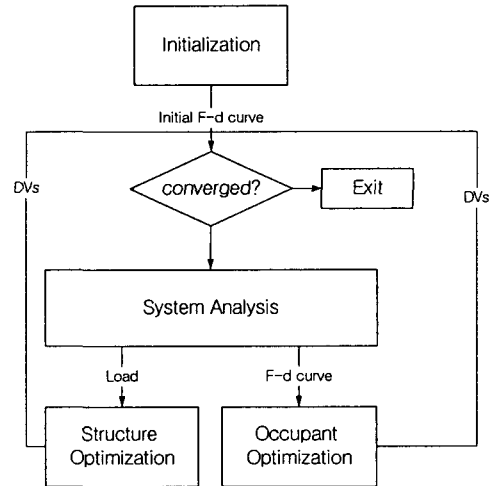 Initialization
Initial F-d curve
DVs
converged?
Exit
DVs
System Analysis
Load
F-d curve
Structure
Optimization
Occupant
Optimization